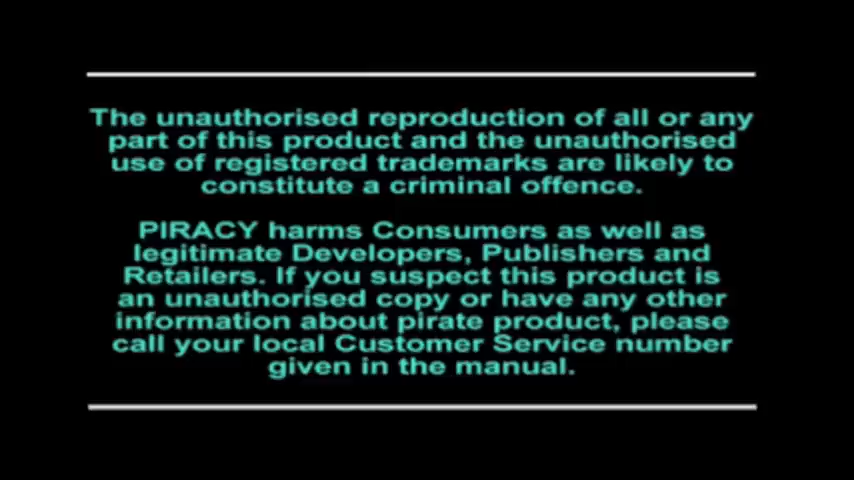 The unauthorised reproduction of all or any
part of this product and the unauthorised
use of registered trademarks are likely to
constitute a criminal offence.
PIRACY harms Consumers as well as
legitimate Developers, Publishers and
Retailers. If you suspect this product is
an unauthorised copy or have any other
information about pirate product, please
call your local Customer Service number
given in the manual.